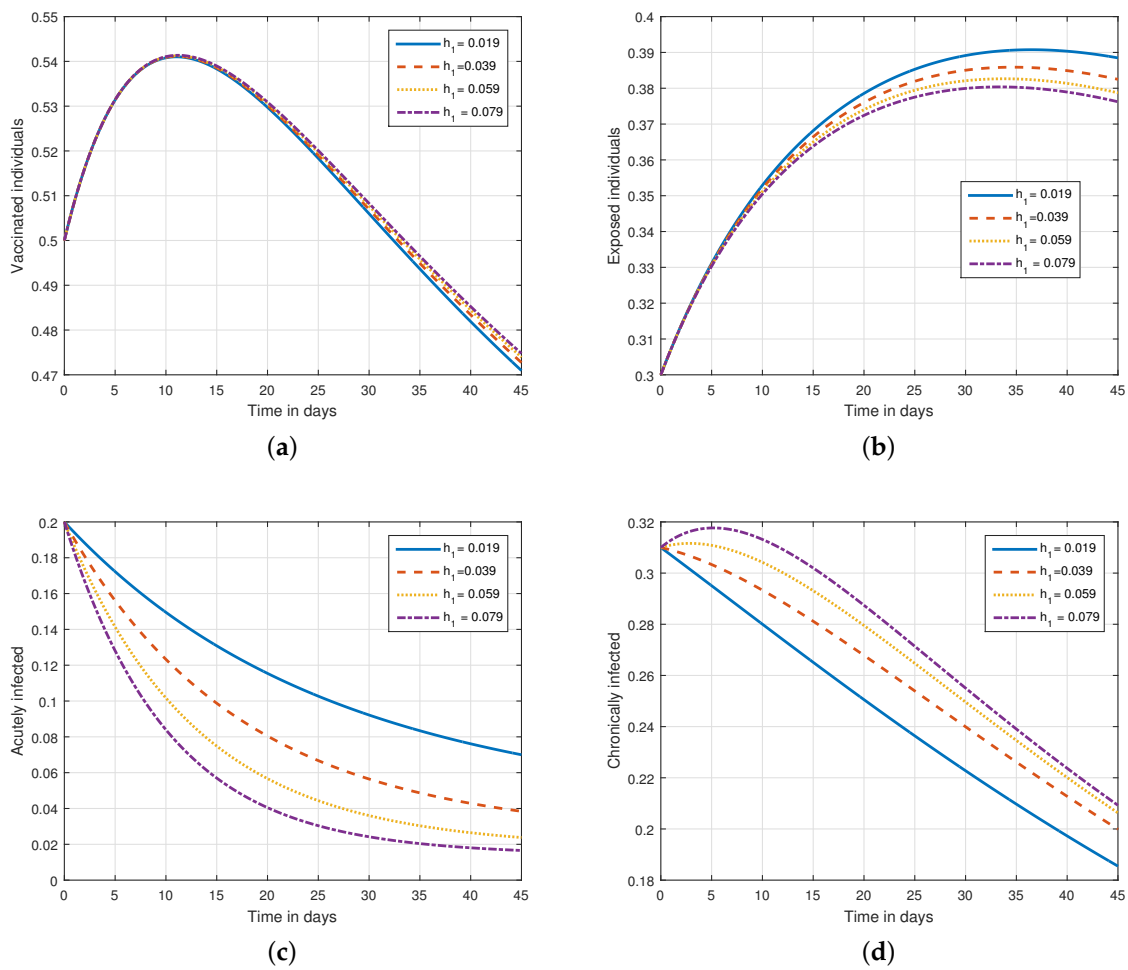 0.55
0.54
0.53
0.52
0.51
0.5
0.49
0.48
0.47
Vaccinated individuals
0 5 10 15 20 25 30 35 40 45
Time in days
h1 = 0.019
h1 =0.039
h1 = 0.059
h1 = 0.079
(a)
0.4
0.39
0.38
0.37
0.36
0.35
0.34
0.33
0.32
0.31
0.3
Exposed individuals
0 5 10 15 20 25 30 35 40 45
Time in days
h1 = 0.019
h1 =0.039
h1 = 0.059
h1 = 0.079
(b)
0.2
0.18
0.16
0.14
0.12
0.1
0.08
0.06
0.04
0.02
0
Acutely infected
0 5 10 15 20 25 30 35 40 45
Time in days
h1 = 0.019
h1 =0.039
h1 = 0.059
h1 = 0.079
(c)
0.32
0.3
0.28
0.26
0.24
0.22
0.2
0.18
Chronically infected
0 5 10 15 20 25 30 35 40 45
Time in days
h1 = 0.019
h1 =0.039
h1 = 0.059
h1 = 0.079
(d)